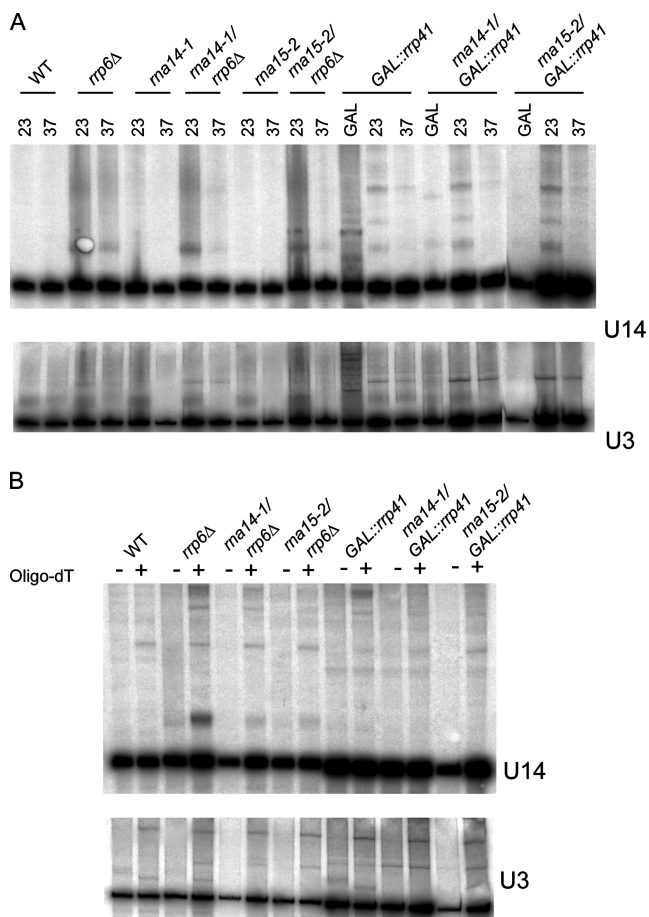 A
WT rrp6Δ rna14-1 rna14-1/ rrp6Δ rna15-2 rna15-2/ rrp6Δ GAL::rrp41 rna14-1/ GAL::rrp41 rna15-2/ GAL::rrp41
23 37 23 37 23 37 23 37 23 37 23 37 GAL 23 37 GAL 23 37 GAL 23 37
U14
U3
B
WT rrp6Δ rna14-1/ rrp6Δ rna15-2/ rrp6Δ GAL::rrp41 rna14-1/ GAL::rrp41 rna15-2/ GAL::rrp41
Oligo-dT - + - + - + - + - + - + - +
U14
U3